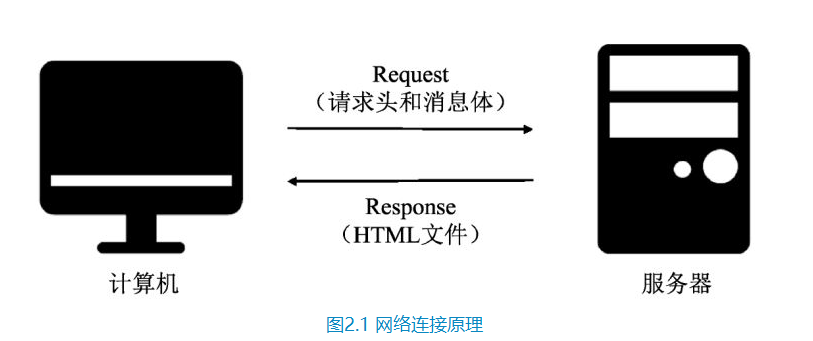 Request
（请求头和消息体）
Response
（HTML文件）
计算机
服务器
图2.1 网络连接原理